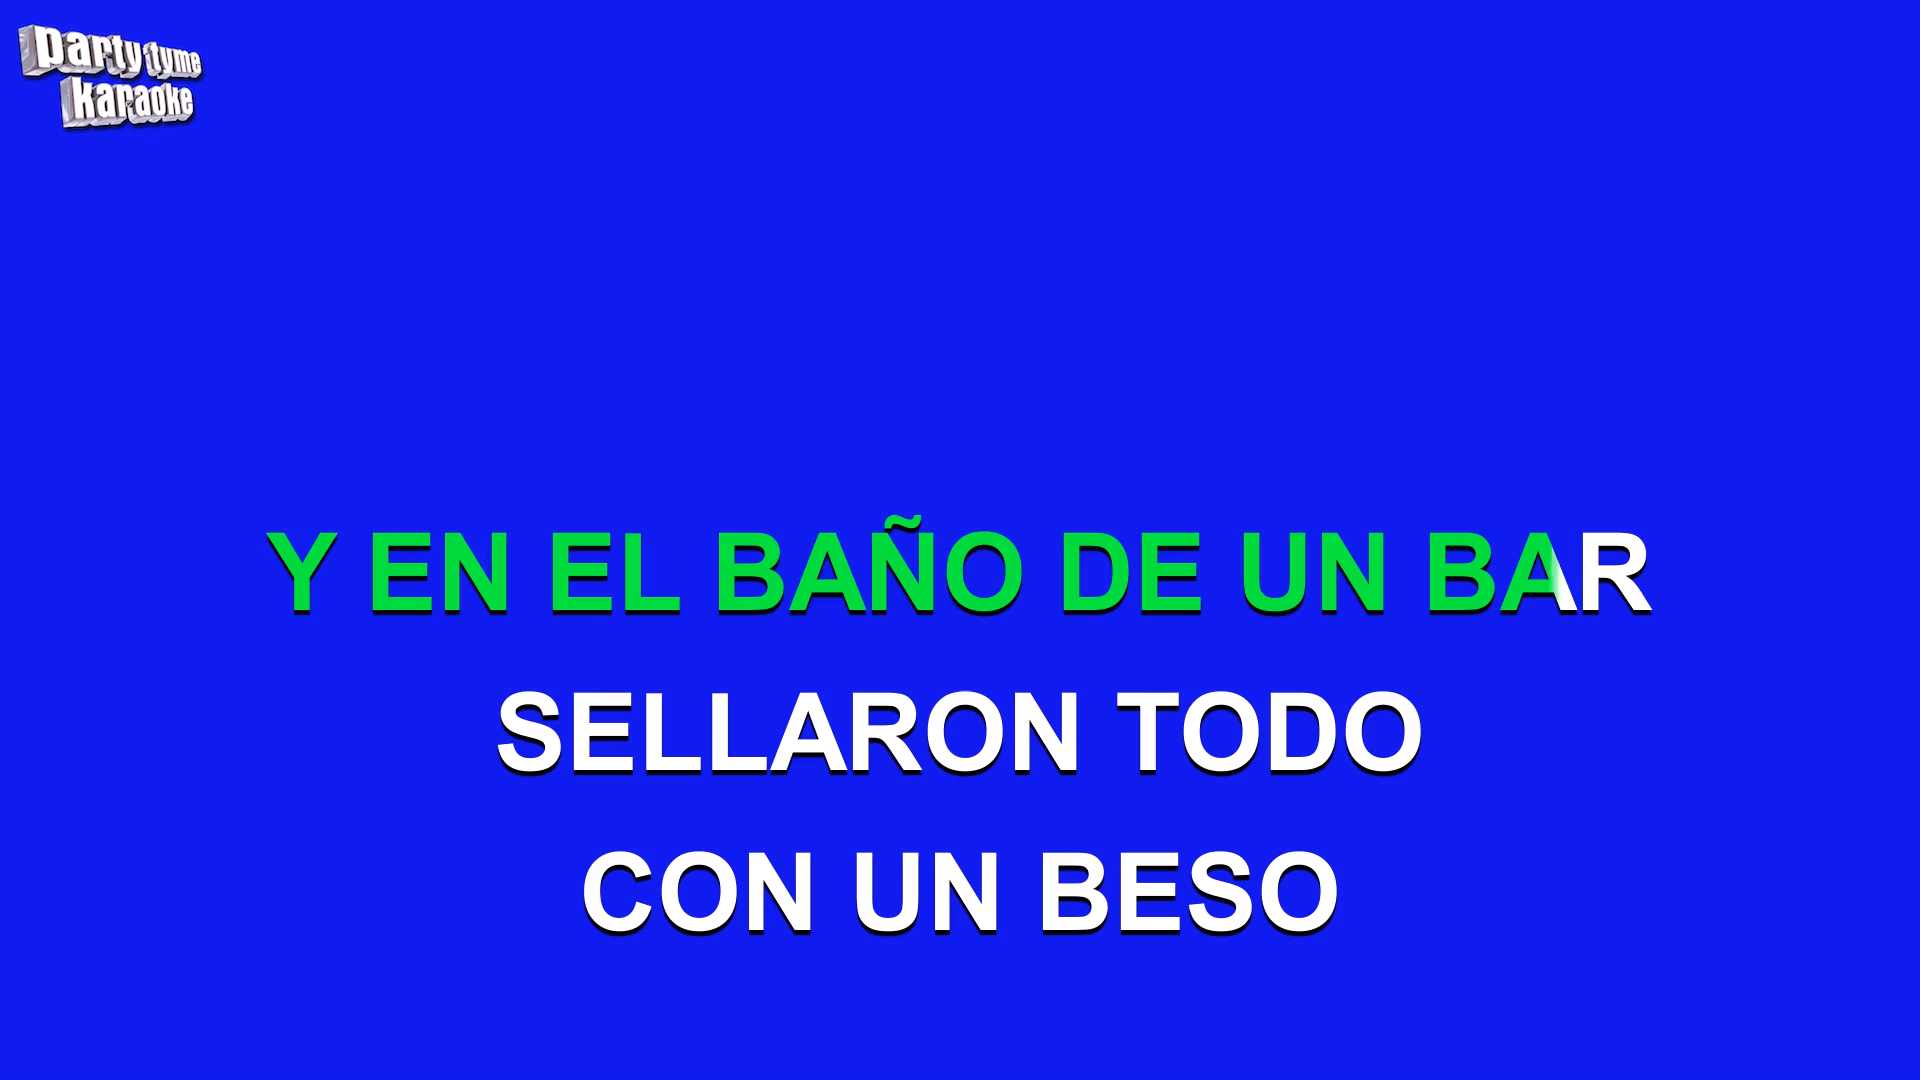 party tyme
karaoke
Y EN EL BAÑO DE UN BAR
SELLARON TODO
CON UN BESO